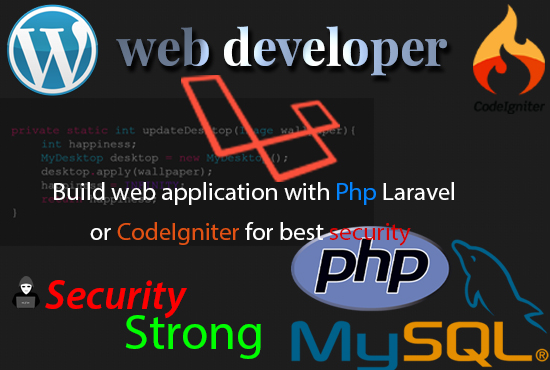 W
web developer
CodeIgniter
private static int updateDesktop(Image wallpaper){
int happiness;
MyDesktop desktop = new MyDesktop();
desktop.apply(wallpaper);
Build web application with Php Laravel
}
or CodeIgniter for best security
php
Security
Strong
MySQL®